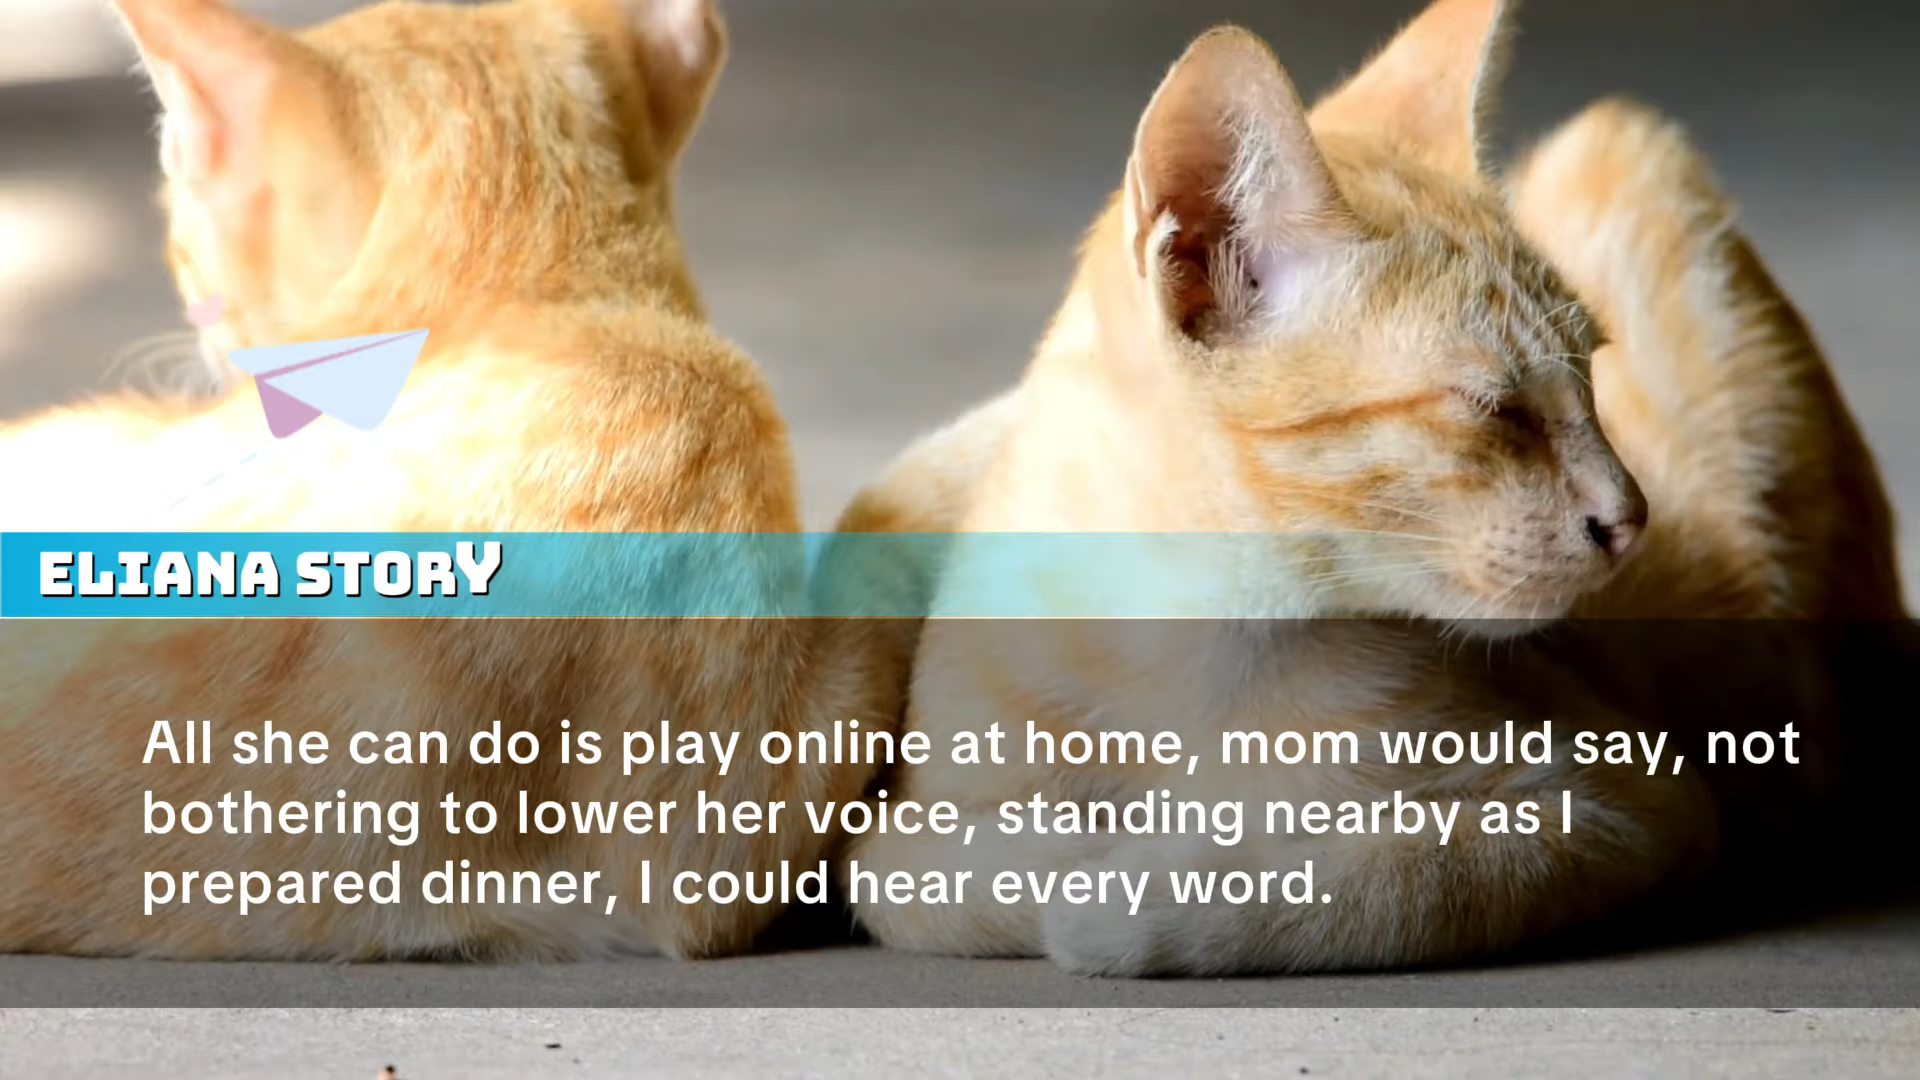 ELIANA STORY
All she can do is play online at home, mom would say, not
bothering to lower her voice, standing nearby as I
prepared dinner, I could hear every word.